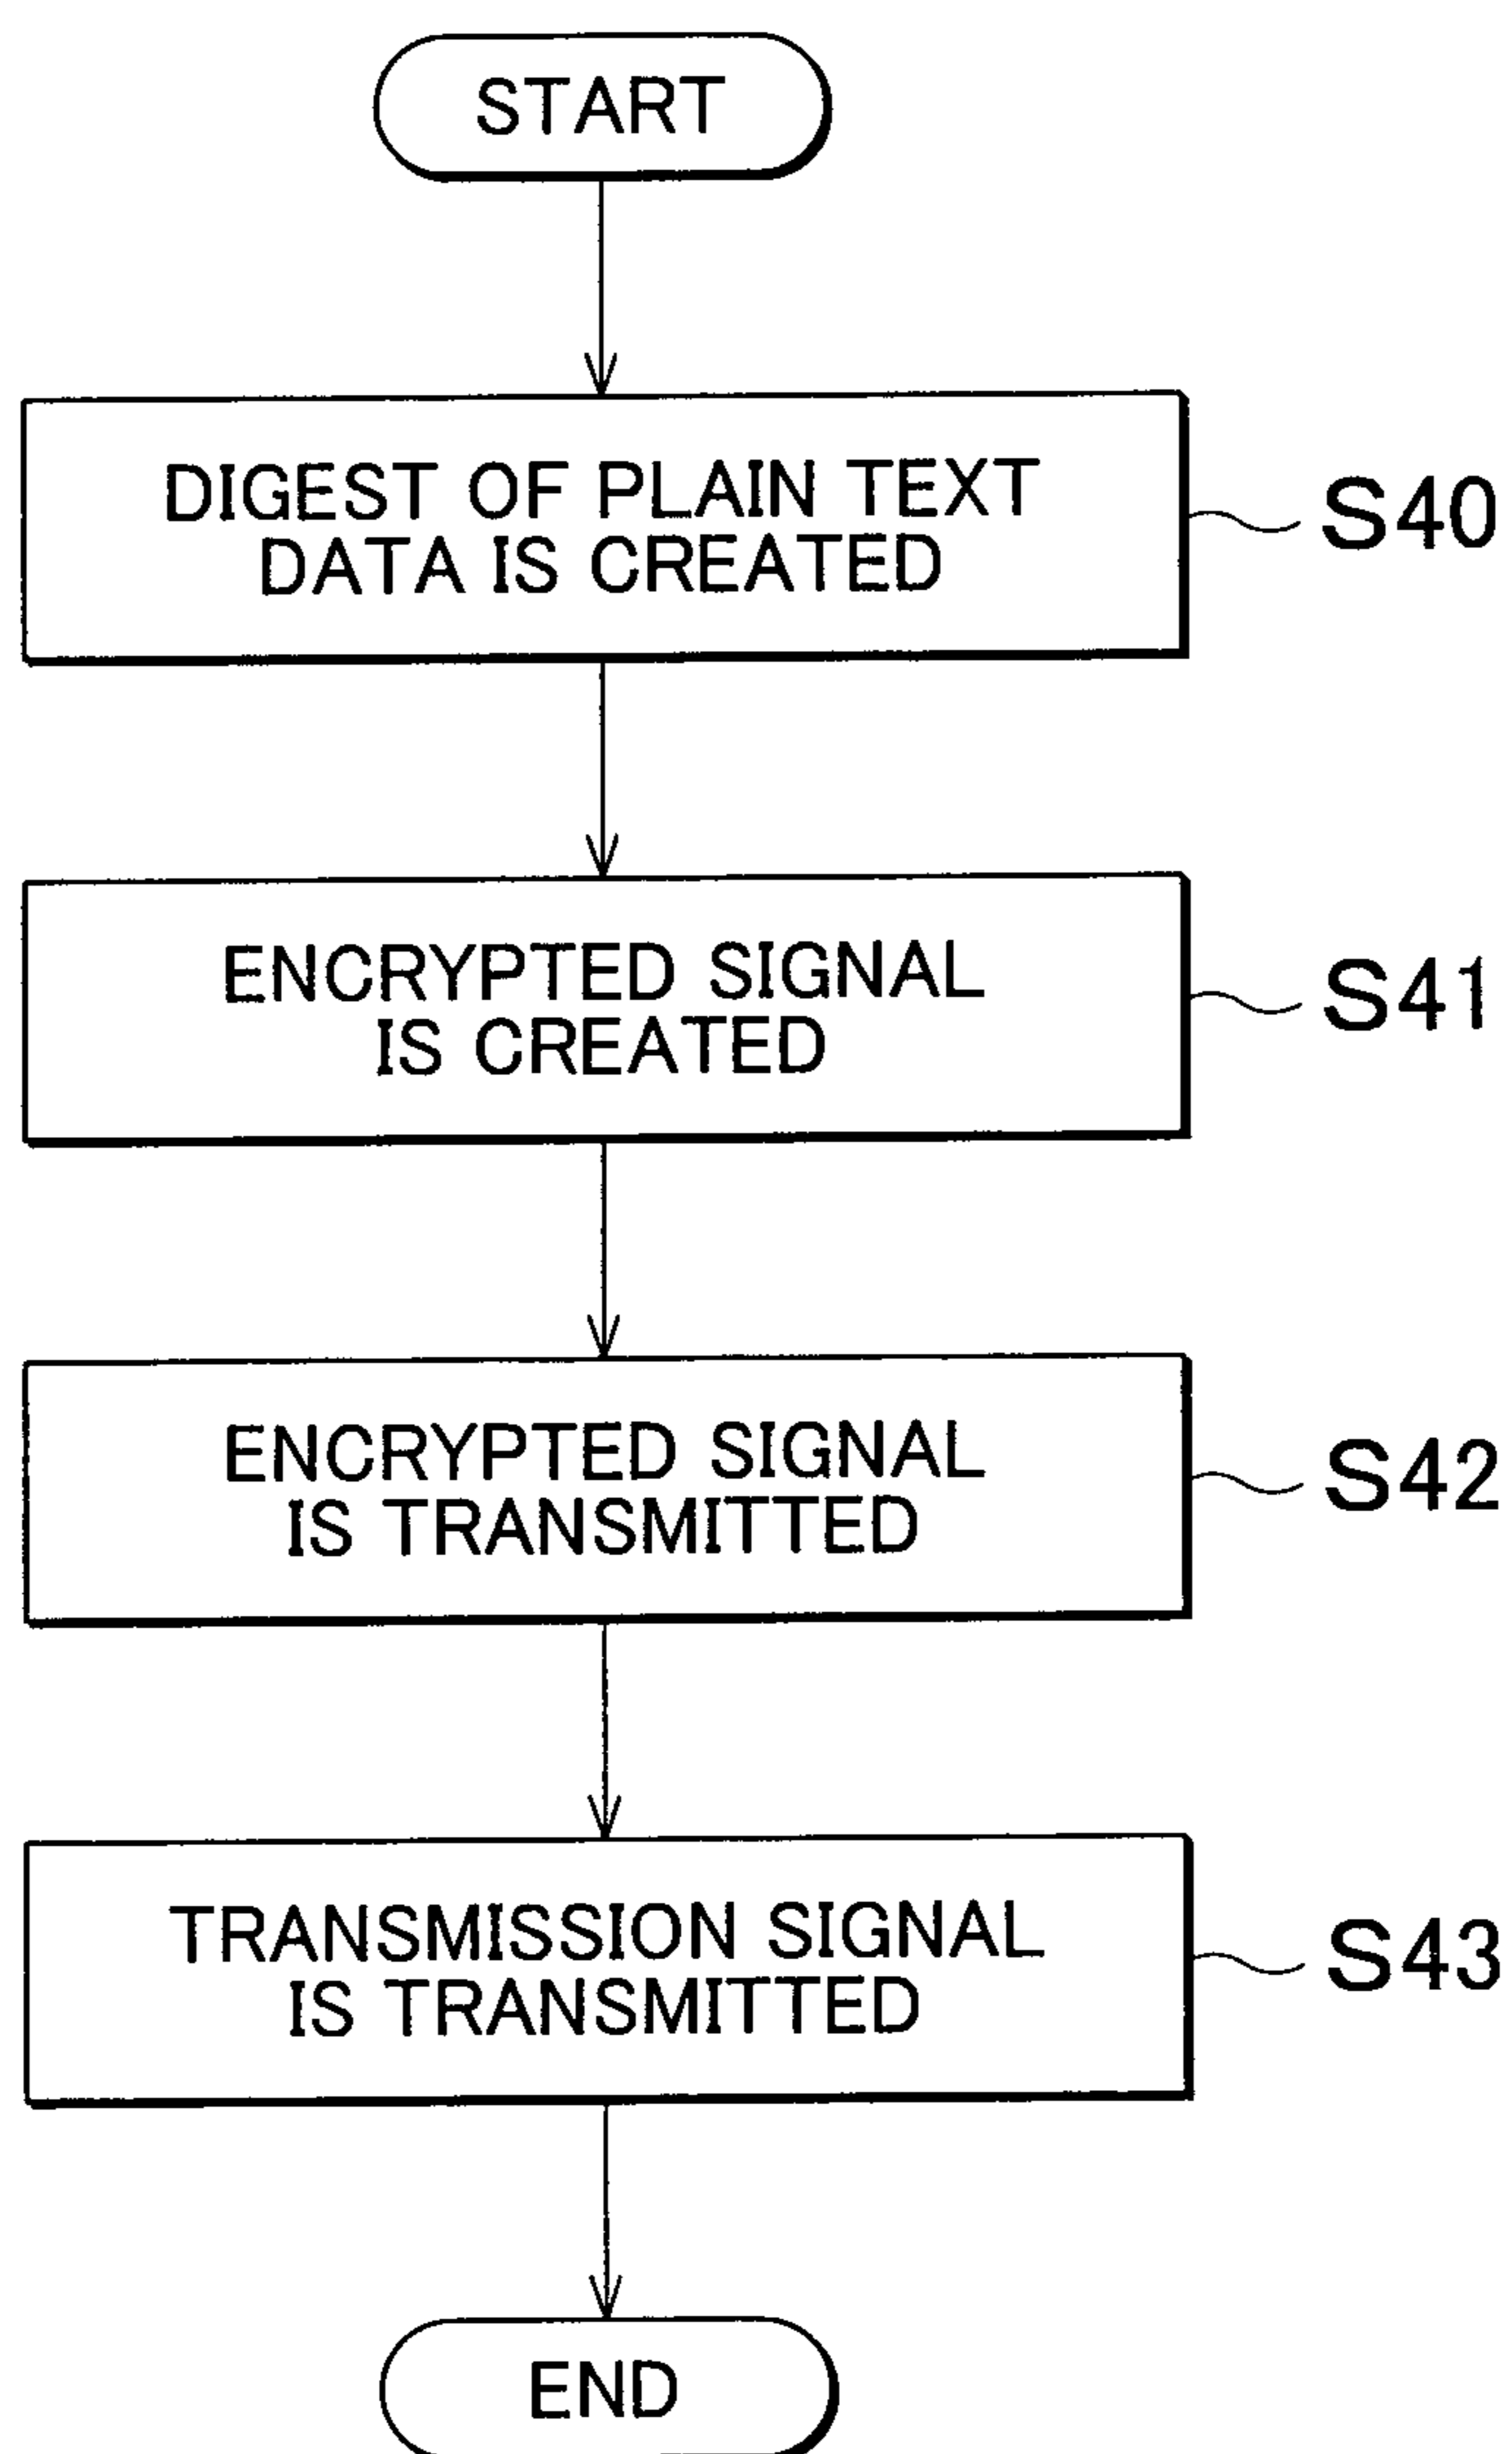 START
DIGEST OF PLAIN TEXT
DATA IS CREATED
S40
ENCRYPTED SIGNAL
IS CREATED
S41
ENCRYPTED SIGNAL
IS TRANSMITTED
S42
TRANSMISSION SIGNAL
IS TRANSMITTED
S43
END